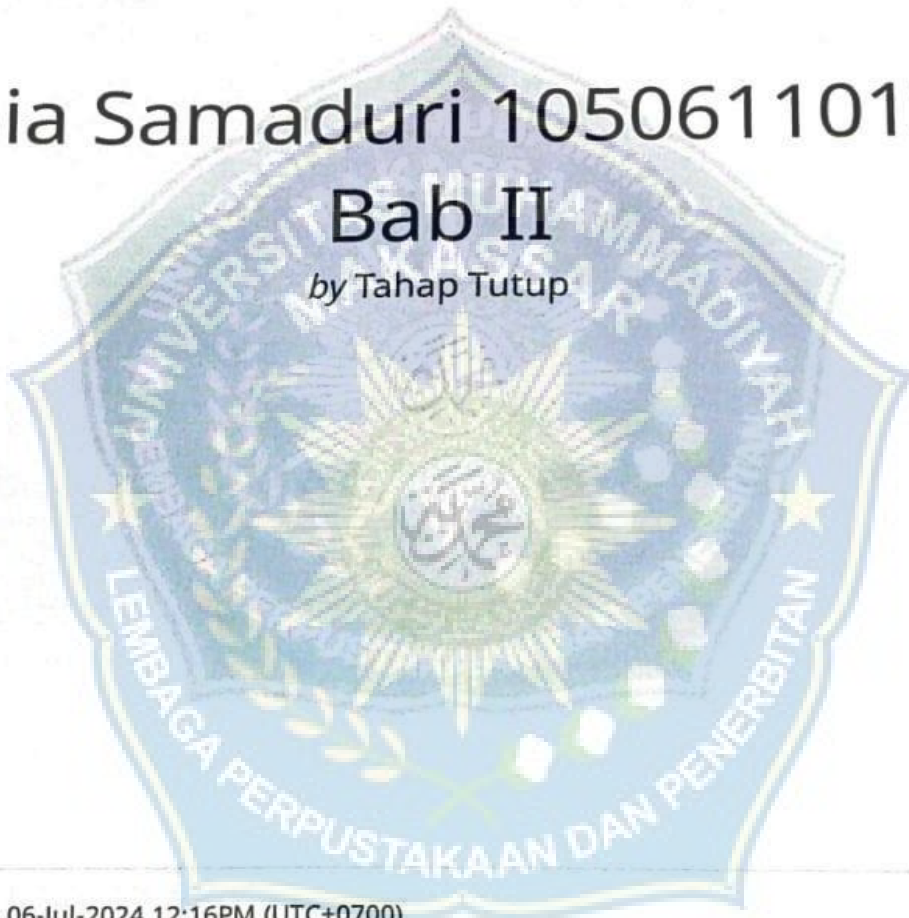 ia Samaduri 105061101
Bab II
by Tahap Tutup
UNIVERSITAS MUHAMMADIYAH
MAKASSAR
LEMBAGA PERPUSTAKAAN DAN PENERBITAN
06-Jul-2024 12:16PM (UTC+0700)